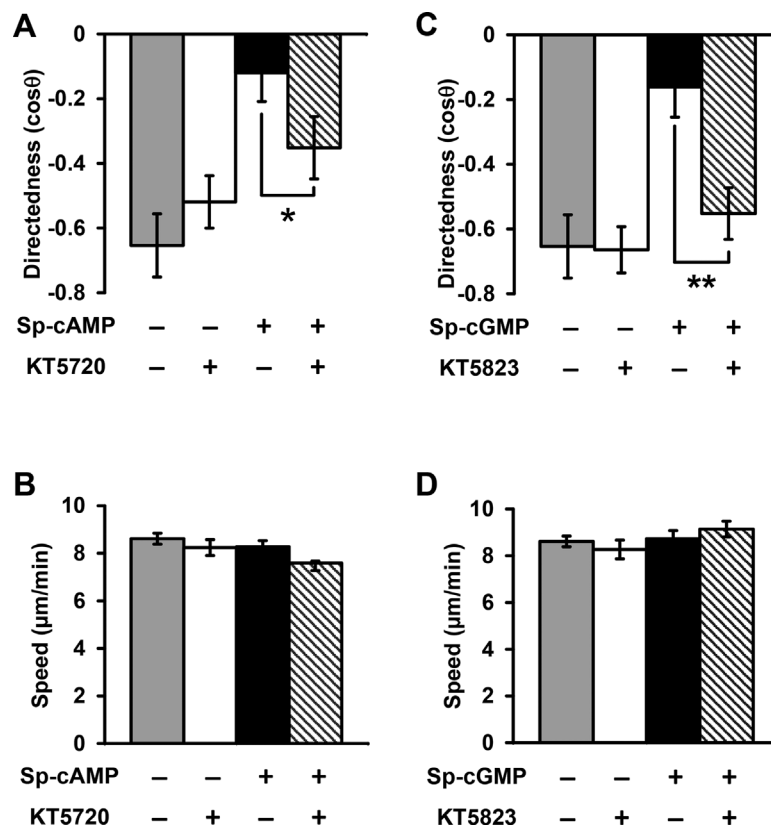 A
0
-0.2
-0.4
-0.6
-0.8
Directedness (cosθ)
*
Sp-cAMP – – + +
KT5720 – + – +
C
0
-0.2
-0.4
-0.6
-0.8
Directedness (cosθ)
**
Sp-cGMP – – + +
KT5823 – + – +
B
10
8
6
4
2
0
Speed (µm/min)
Sp-cAMP – – + +
KT5720 – + – +
D
10
8
6
4
2
0
Speed (µm/min)
Sp-cGMP – – + +
KT5823 – + – +